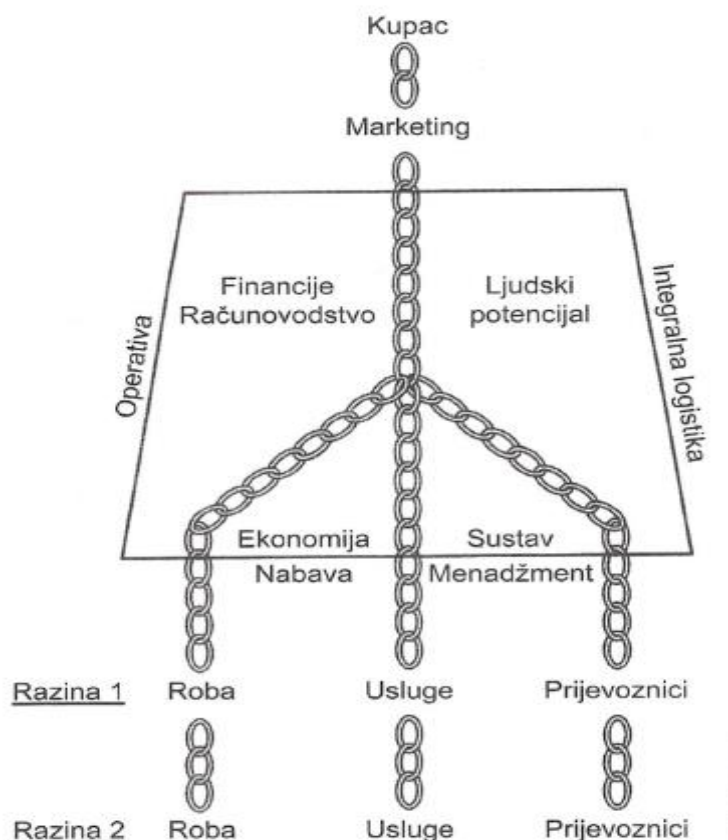 Kupac
Marketing
Financije
Računovodstvo
Ljudski
potencijal
Operativa
Integralna logistika
Ekonomija
Sustav
Nabava
Menadžment
Razina 1
Roba
Usluge
Prijevoznici
Razina 2
Roba
Usluge
Prijevoznici